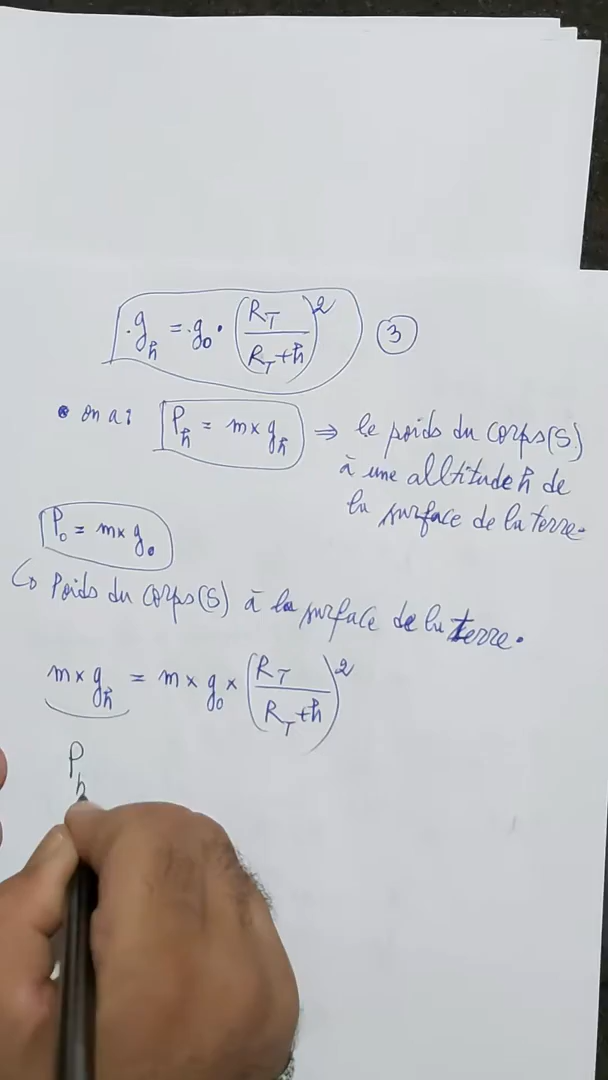 g_h = g_0 · (R_T / (R_T + h))^2 ③
• on a : P_h = m × g_h ⇒ le poids du corps (S)
à une alltitude h de
la surface de la terre.
P_0 = m × g_0
↳ Poids du corps (S) à la surface de la terre.
m × g_h = m × g_0 × (R_T / (R_T + h))^2
P_h